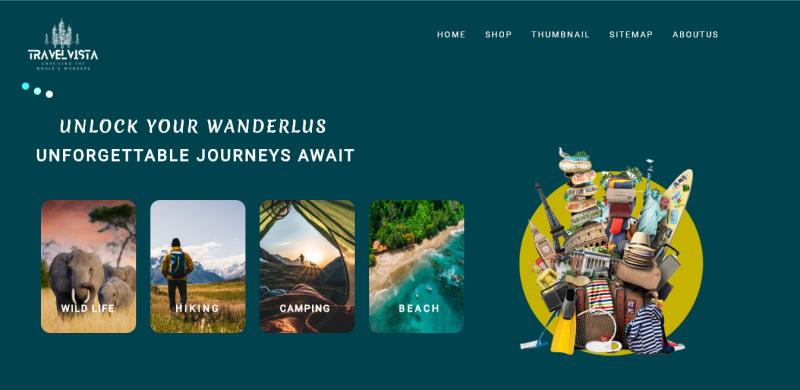 TRAVELVISTA
UNVEILING THE
WORLD'S WONDERS
HOME SHOP THUMBNAIL SITEMAP ABOUTUS
UNLOCK YOUR WANDERLUS
UNFORGETTABLE JOURNEYS AWAIT
WILD LIFE HIKING CAMPING BEACH